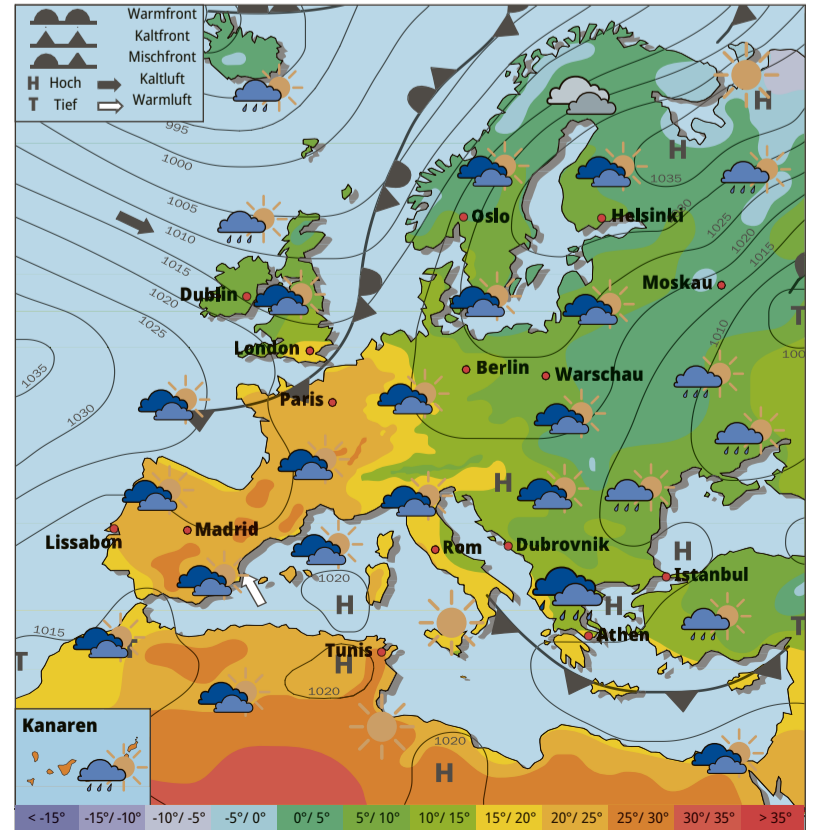 Warmfront
Kaltfront
Mischfront
H Hoch Kaltluft
T Tief Warmluft
995
1000
1005
1010
1015
1020
1025
1030
1035
H
H
1035
1025
1020
1015
1010
T
Oslo
Helsinki
Moskau
Dublin
London
Berlin
Warschau
Paris
H
Lissabon
Madrid
Rom
Dubrovnik
H
Istanbul
1020
H
H
Athen
T
1015
T
Tunis
H
1020
1020
H
Kanaren
< -15° -15°/ -10° -10°/ -5° -5°/ 0° 0°/ 5° 5°/ 10° 10°/ 15° 15°/ 20° 20°/ 25° 25°/ 30° 30°/ 35° > 35°